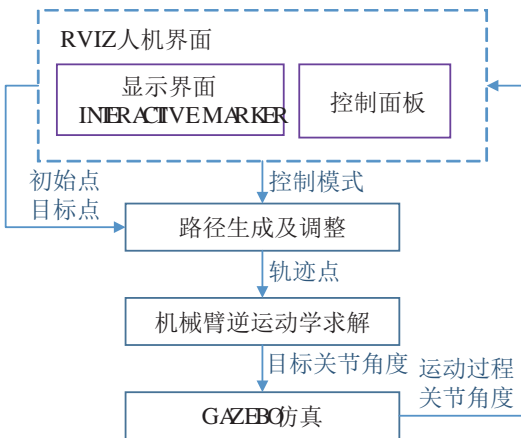 RVIZ人机界面
显示界面
INTERACTIVE MARKER
控制面板
初始点
目标点
控制模式
路径生成及调整
轨迹点
机械臂逆运动学求解
目标关节角度
运动过程
关节角度
GAZEBO仿真